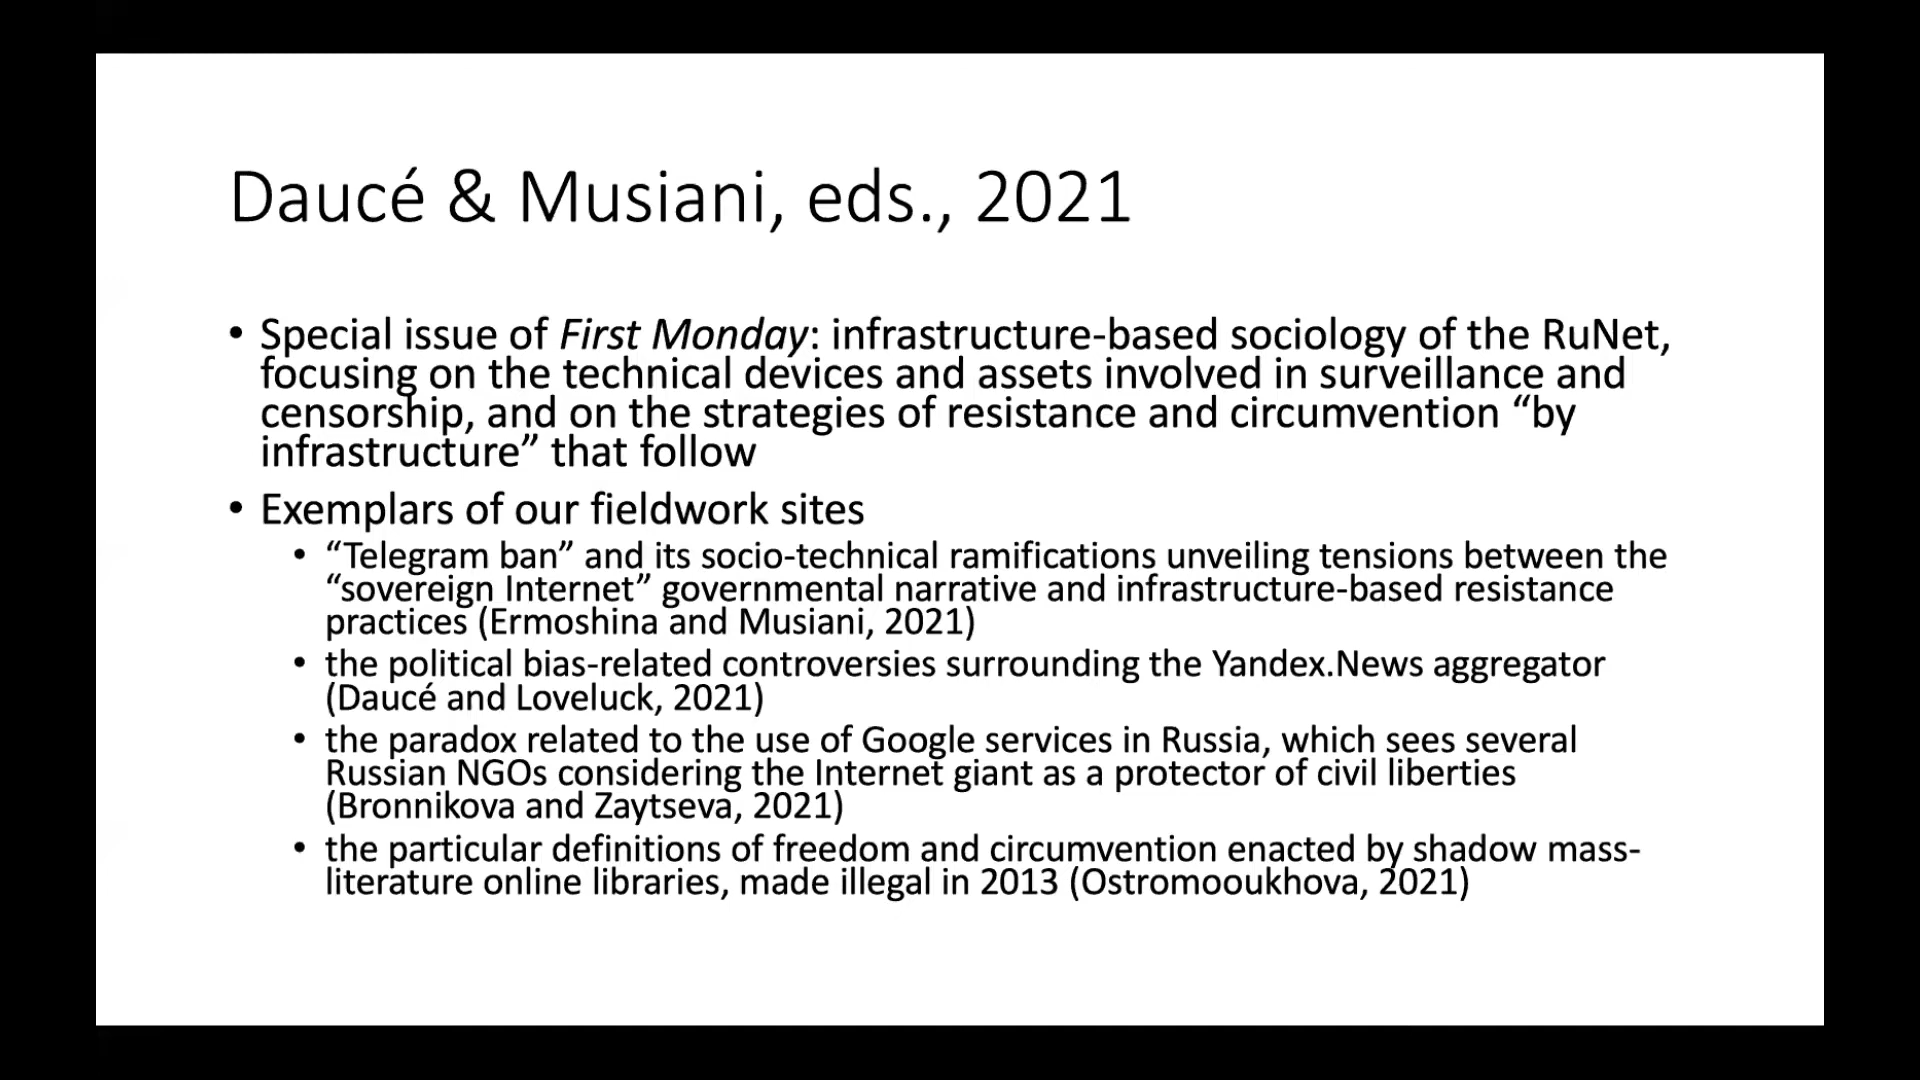 Daucé & Musiani, eds., 2021
• Special issue of First Monday: infrastructure-based sociology of the RuNet,
focusing on the technical devices and assets involved in surveillance and
censorship, and on the strategies of resistance and circumvention “by
infrastructure” that follow
• Exemplars of our fieldwork sites
• “Telegram ban” and its socio-technical ramifications unveiling tensions between the
“sovereign Internet” governmental narrative and infrastructure-based resistance
practices (Ermoshina and Musiani, 2021)
• the political bias-related controversies surrounding the Yandex.News aggregator
(Daucé and Loveluck, 2021)
• the paradox related to the use of Google services in Russia, which sees several
Russian NGOs considering the Internet giant as a protector of civil liberties
(Bronnikova and Zaytseva, 2021)
• the particular definitions of freedom and circumvention enacted by shadow mass-
literature online libraries, made illegal in 2013 (Ostromooukhova, 2021)